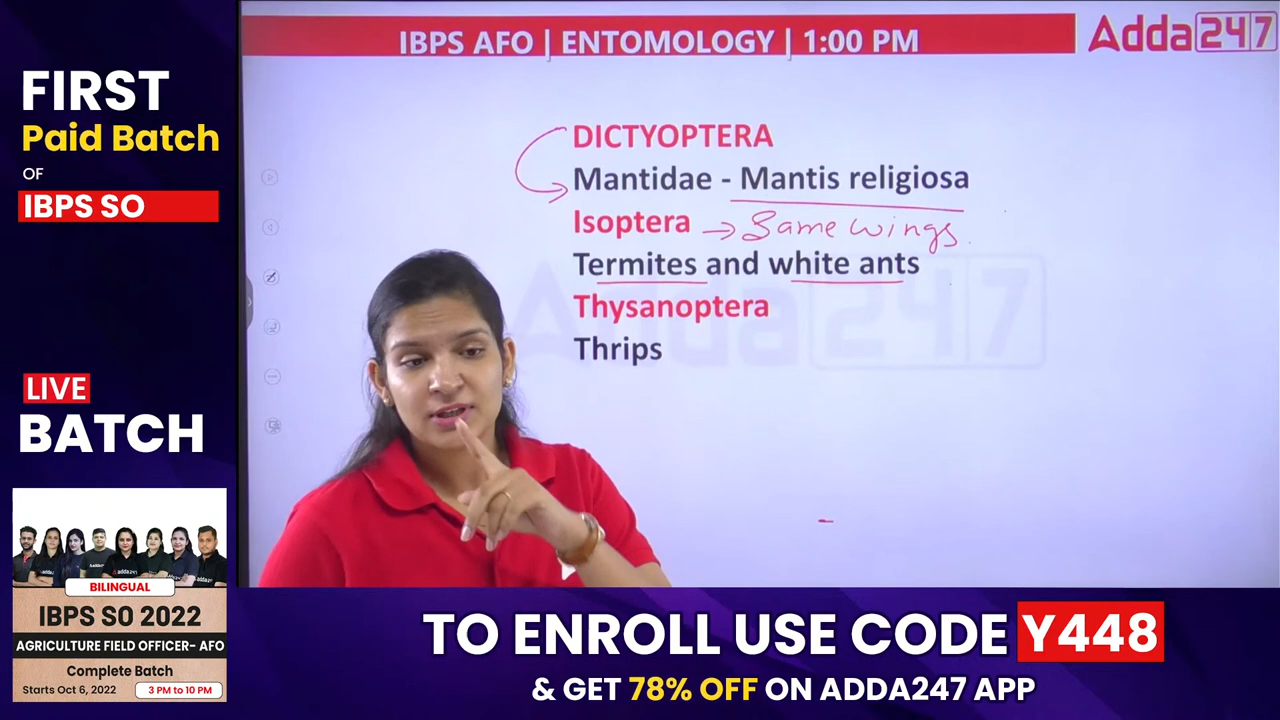 IBPS AFO | ENTOMOLOGY | 1:00 PM
Adda247
FIRST
Paid Batch
OF
IBPS SO
DICTYOPTERA
Mantidae - Mantis religiosa
Isoptera → Same wings.
Termites and white ants
Thysanoptera
Thrips
Adda247
LIVE
BATCH
BILINGUAL
IBPS SO 2022
AGRICULTURE FIELD OFFICER- AFO
Complete Batch
Starts Oct 6, 2022 3 PM to 10 PM
TO ENROLL USE CODE Y448
& GET 78% OFF ON ADDA247 APP